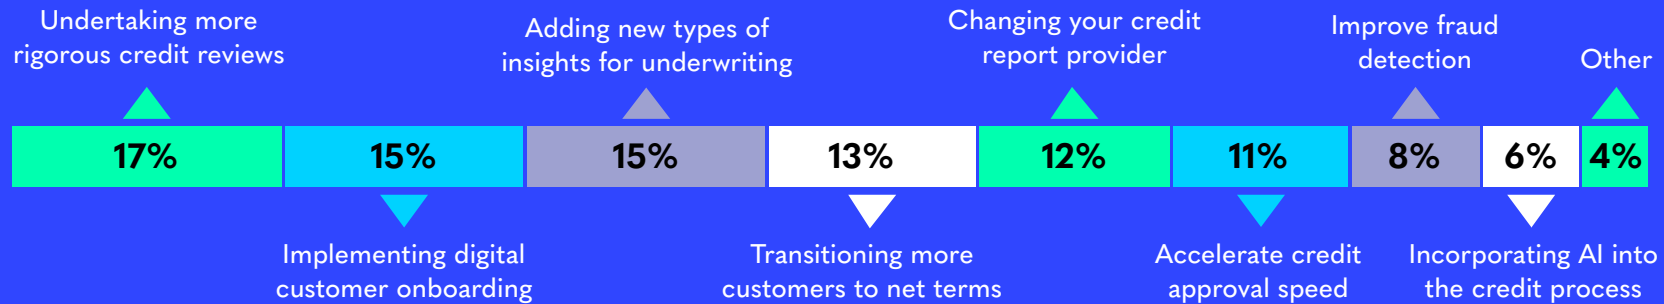 Undertaking more
rigorous credit reviews
Adding new types of
insights for underwriting
Changing your credit
report provider
Improve fraud
detection
Other
17%
15%
15%
13%
12%
11%
8%
6%
4%
Implementing digital
customer onboarding
Transitioning more
customers to net terms
Accelerate credit
approval speed
Incorporating AI into
the credit process